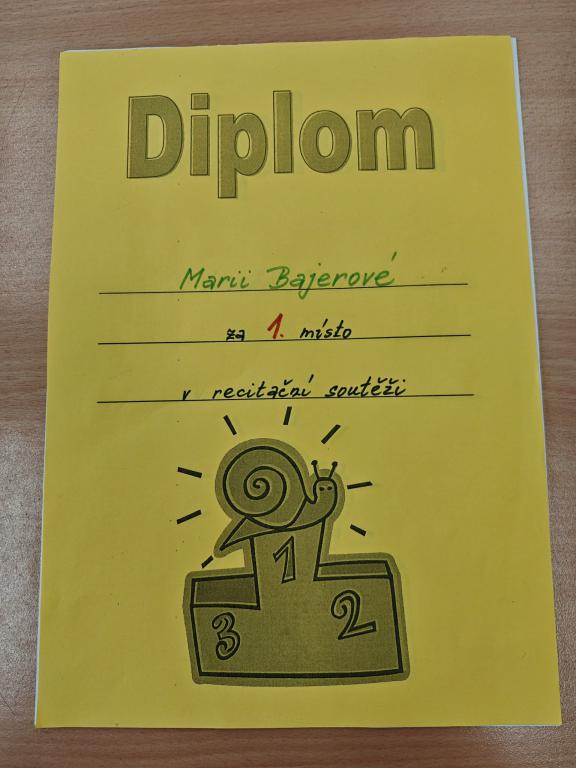 Diplom
Marii Bajerové
za 1. místo
v recitační soutěži
1
2
3